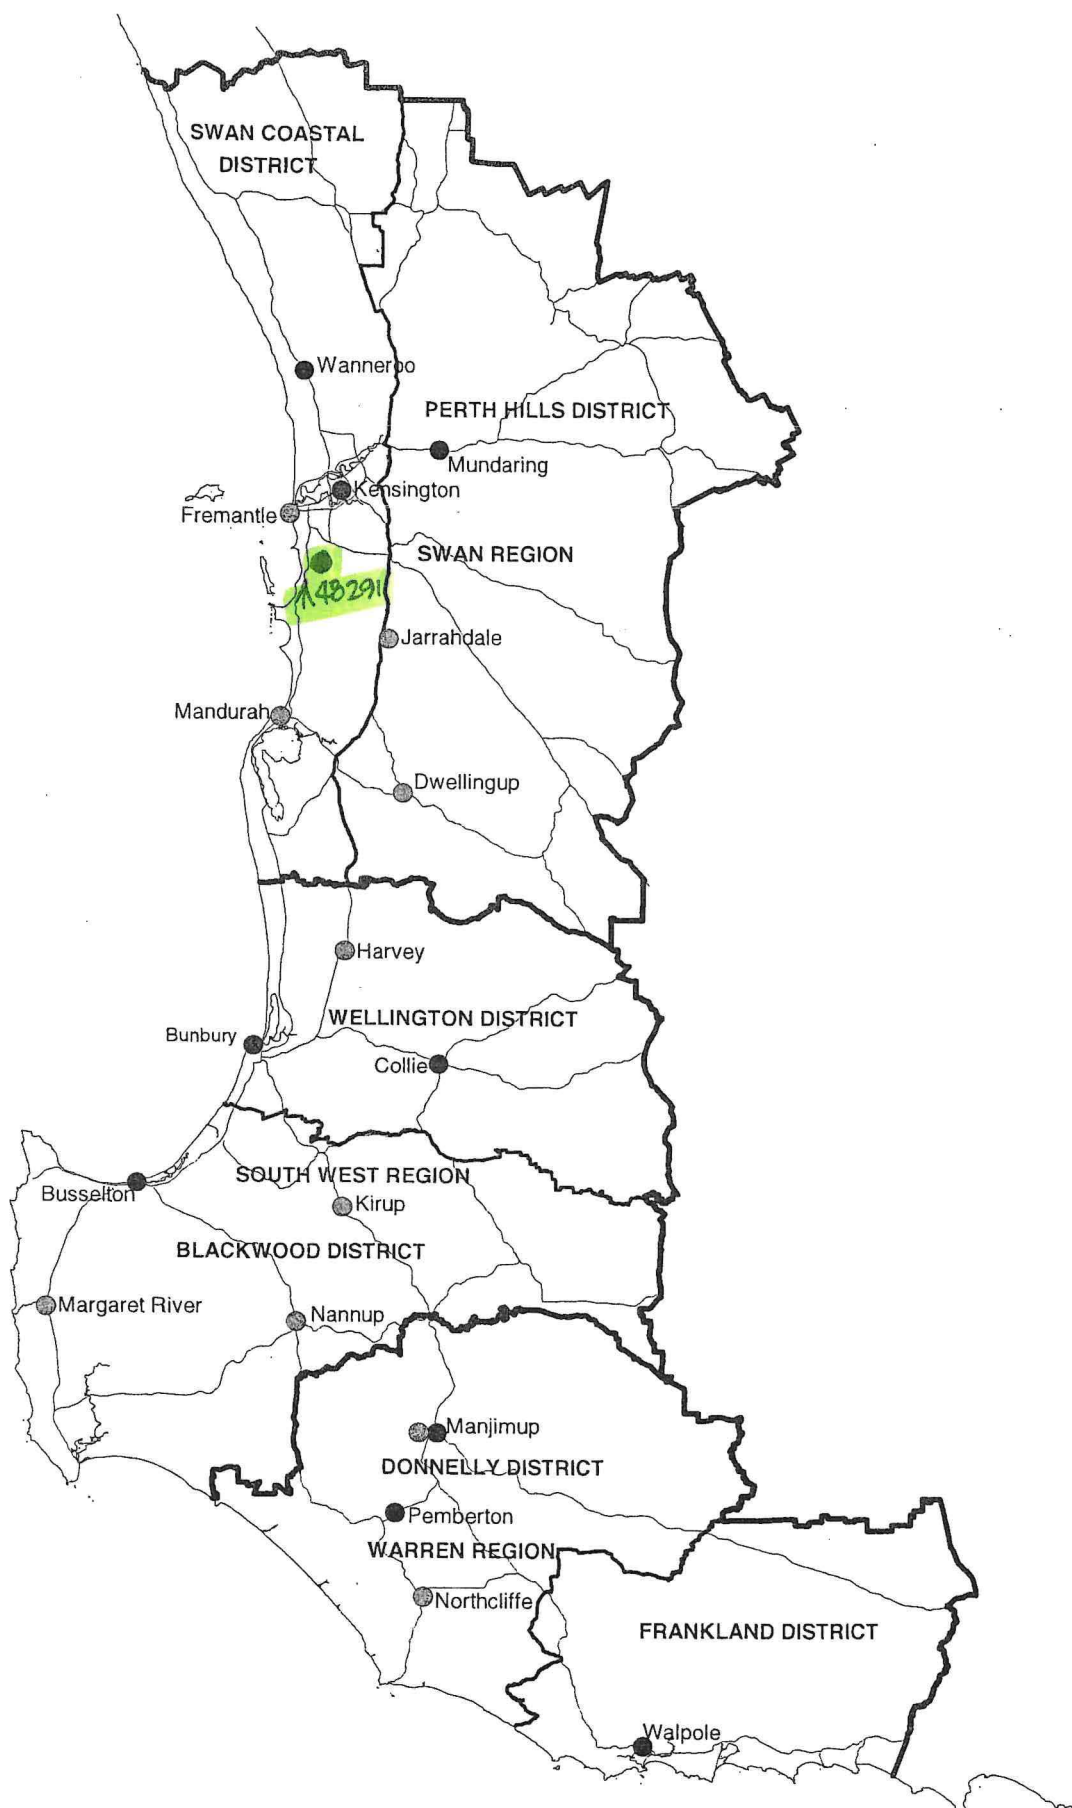 SWAN COASTAL
DISTRICT
Wanneroo
PERTH HILLS DISTRICT
Mundaring
Kensington
Fremantle
SWAN REGION
48291
Jarrahdale
Mandurah
Dwellingup
Harvey
WELLINGTON DISTRICT
Bunbury
Collie
SOUTH WEST REGION
Busselton
Kirup
BLACKWOOD DISTRICT
Margaret River
Nannup
Manjimup
DONNELLY DISTRICT
Pemberton
WARREN REGION
Northcliffe
FRANKLAND DISTRICT
Walpole